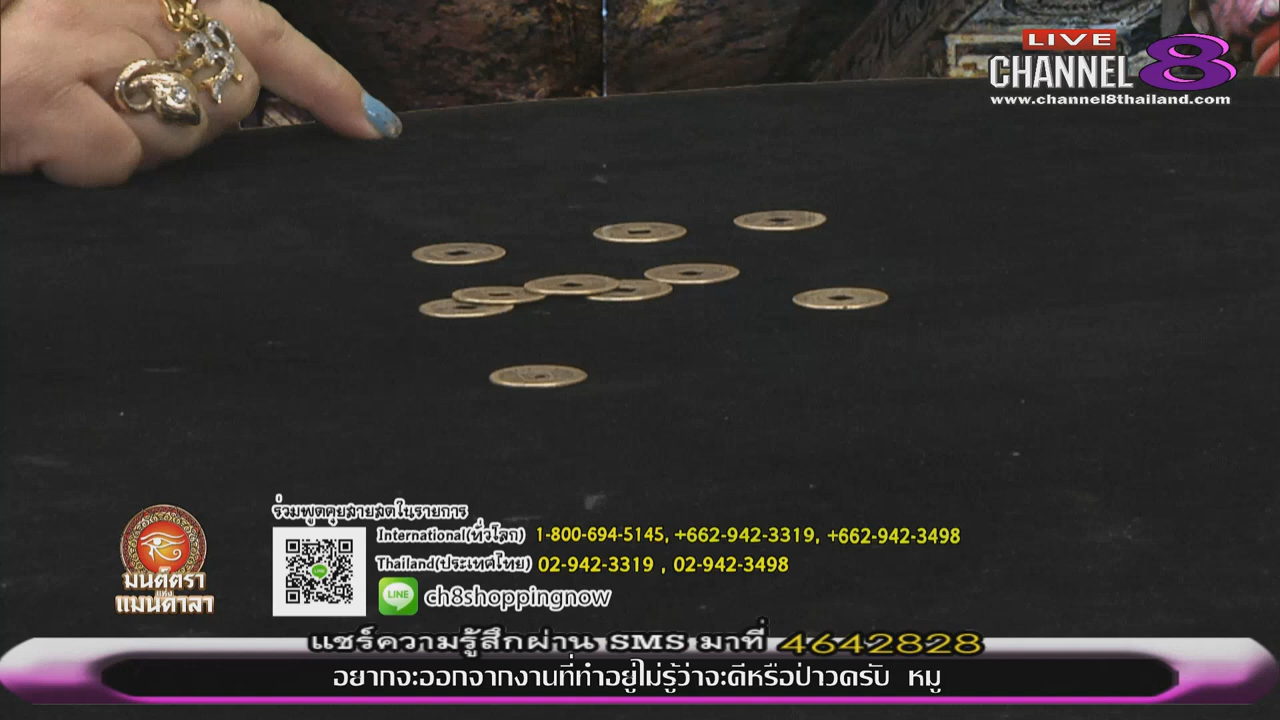 LIVE
CHANNEL 8
www.channel8thailand.com
ร่วมพูดคุยสายสดในรายการ
International(ทั่วโลก) 1-800-694-5145, +662-942-3319, +662-942-3498
Thailand(ประเทศไทย) 02-942-3319 , 02-942-3498
LINE ch8shoppingnow
มนต์ตรา
แห่ง
แมนดาลา
แชร์ความรู้สึกผ่าน SMS มาที่ 4642828
อยากจะออกจากงานที่ทำอยู่ไม่รู้ว่าจะดีหรือป่าวครับ หมู